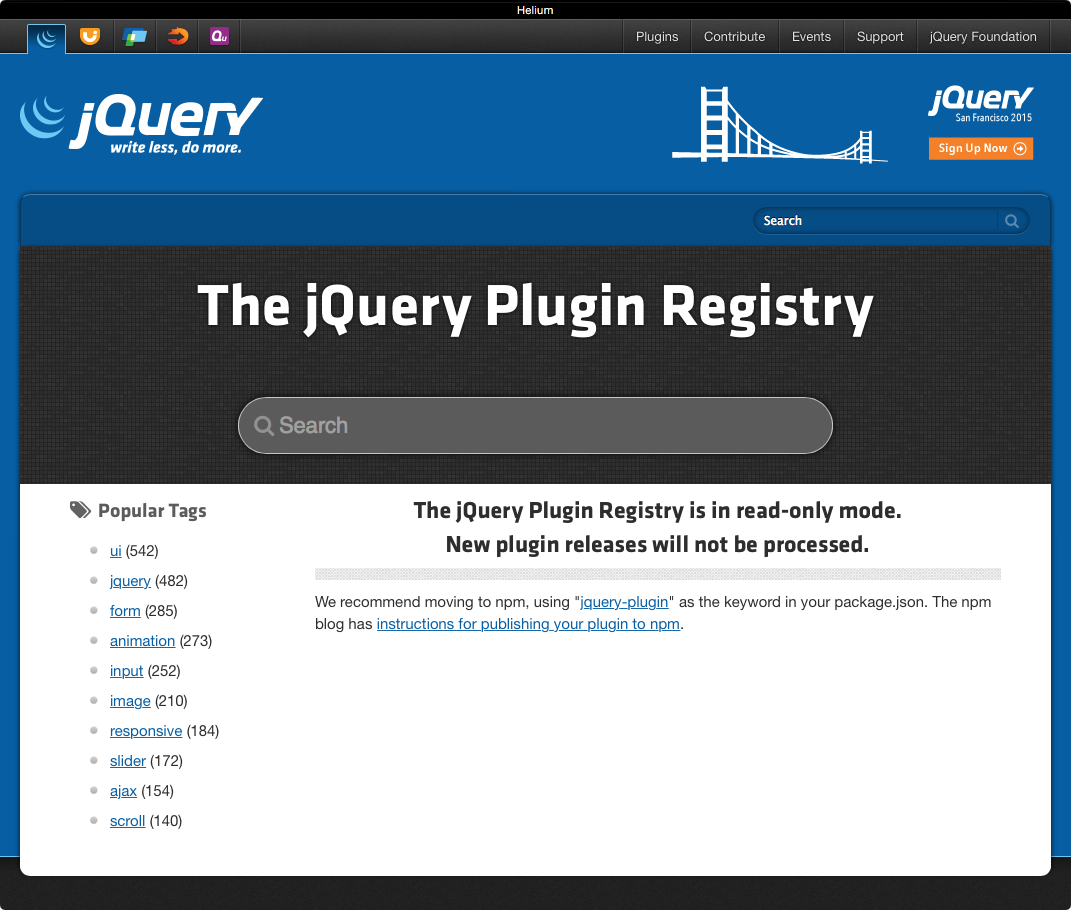 Helium
Qu
Plugins
Contribute
Events
Support
jQuery Foundation
jQuery
write less, do more.
jQuery
San Francisco 2015
Sign Up Now
Search
The jQuery Plugin Registry
Search
Popular Tags
ui (542)
jquery (482)
form (285)
animation (273)
input (252)
image (210)
responsive (184)
slider (172)
ajax (154)
scroll (140)
The jQuery Plugin Registry is in read-only mode.
New plugin releases will not be processed.
We recommend moving to npm, using "jquery-plugin" as the keyword in your package.json. The npm
blog has instructions for publishing your plugin to npm.